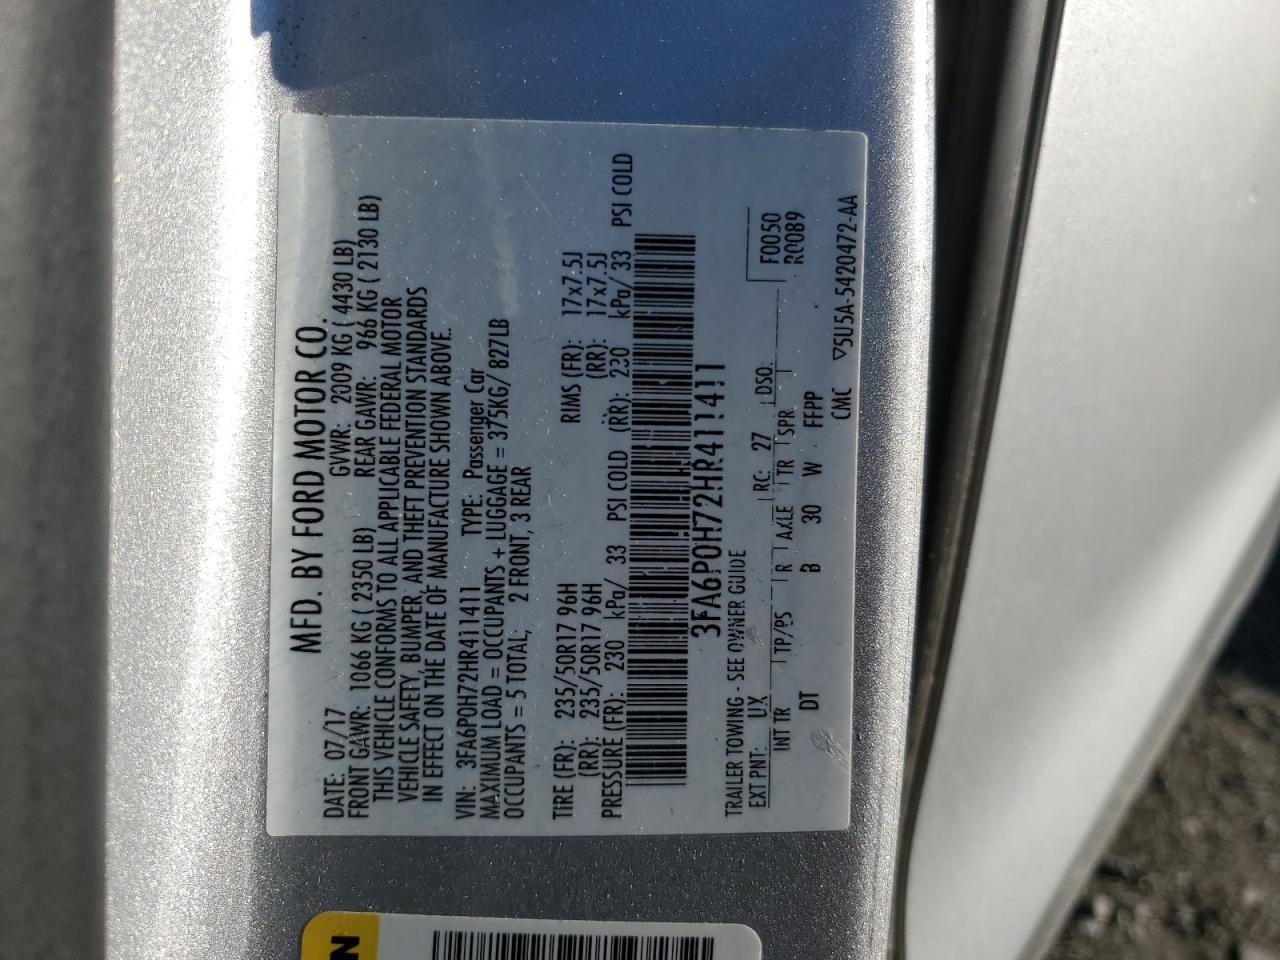 MFD. BY FORD MOTOR CO.
DATE: 07/17 GVWR: 2009 KG ( 4430 LB)
FRONT GAWR: 1066 KG ( 2350 LB) REAR GAWR: 966 KG ( 2130 LB)
THIS VEHICLE CONFORMS TO ALL APPLICABLE FEDERAL MOTOR
VEHICLE SAFETY, BUMPER, AND THEFT PREVENTION STANDARDS
IN EFFECT ON THE DATE OF MANUFACTURE SHOWN ABOVE.
VIN: 3FA6P0H72HR411411 TYPE: Passenger Car
MAXIMUM LOAD = OCCUPANTS + LUGGAGE = 375KG/ 827LB
OCCUPANTS = 5 TOTAL, 2 FRONT, 3 REAR
TIRE (FR): 235/50R17 96H RIMS (FR): 17x7.5J
(RR): 235/50R17 96H (RR): 17x7.5J
PRESSURE (FR): 230 kPa/ 33 PSI COLD (RR): 230 kPa/ 33 PSI COLD
3FA6P0H72HR411411
TRAILER TOWING - SEE OWNER GUIDE
EXT PNT: UX RC: 27 DSO: F0050
INT TR TP/PS R AXLE TR SPR R0089
DT B 30 W FFPP
CMC ▽5U5A-5420472-AA